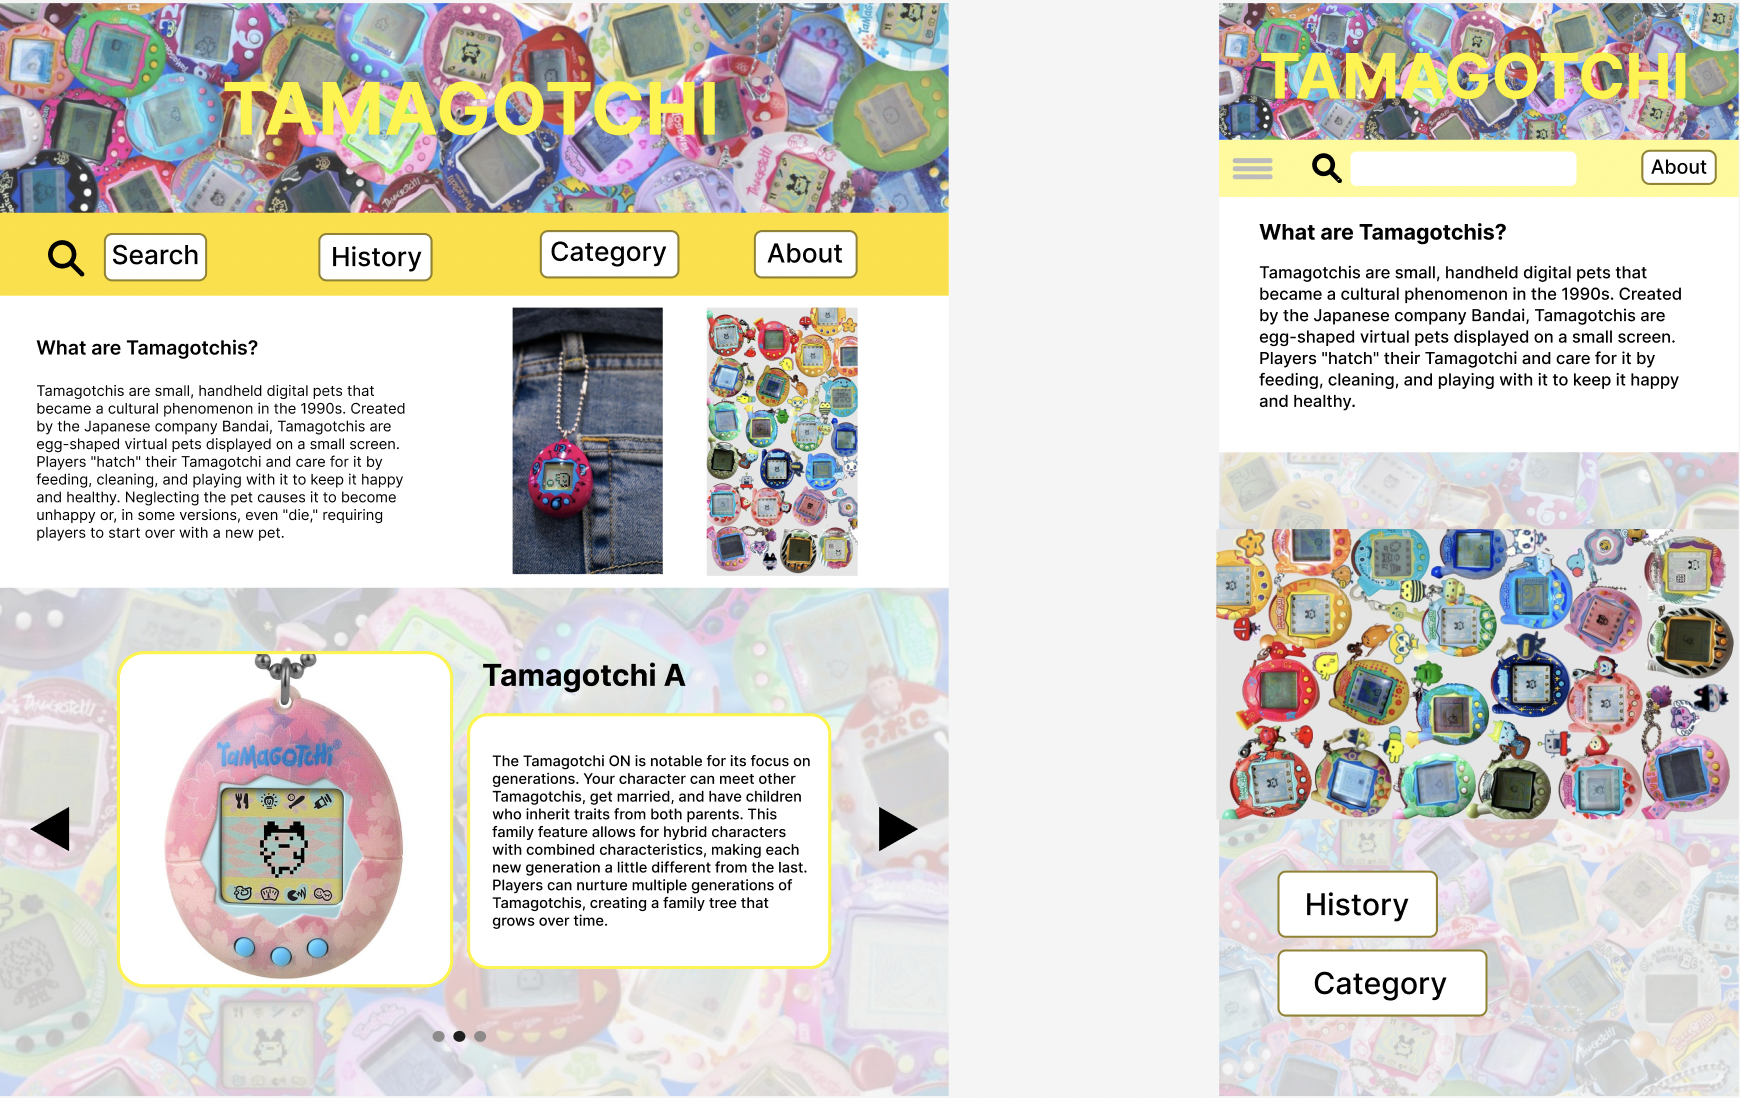 TAMAGOTCHI
Search
History
Category
About
What are Tamagotchis?
Tamagotchis are small, handheld digital pets that
became a cultural phenomenon in the 1990s. Created
by the Japanese company Bandai, Tamagotchis are
egg-shaped virtual pets displayed on a small screen.
Players "hatch" their Tamagotchi and care for it by
feeding, cleaning, and playing with it to keep it happy
and healthy. Neglecting the pet causes it to become
unhappy or, in some versions, even "die," requiring
players to start over with a new pet.
Tamagotchi A
TaMaGoTCHi
The Tamagotchi ON is notable for its focus on
generations. Your character can meet other
Tamagotchis, get married, and have children
who inherit traits from both parents. This
family feature allows for hybrid characters
with combined characteristics, making each
new generation a little different from the last.
Players can nurture multiple generations of
Tamagotchis, creating a family tree that
grows over time.
TAMAGOTCHI
About
What are Tamagotchis?
Tamagotchis are small, handheld digital pets that
became a cultural phenomenon in the 1990s. Created
by the Japanese company Bandai, Tamagotchis are
egg-shaped virtual pets displayed on a small screen.
Players "hatch" their Tamagotchi and care for it by
feeding, cleaning, and playing with it to keep it happy
and healthy.
History
Category